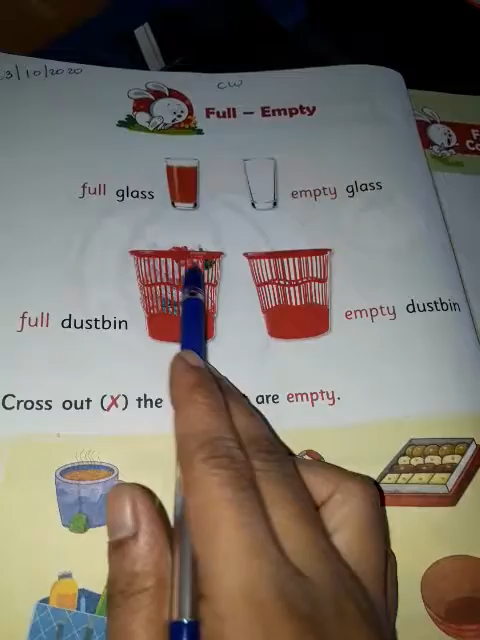 3/10/2020
CW
Full – Empty
full glass
empty glass
full dustbin
empty dustbin
Cross out (✗) the are empty.
F
Co